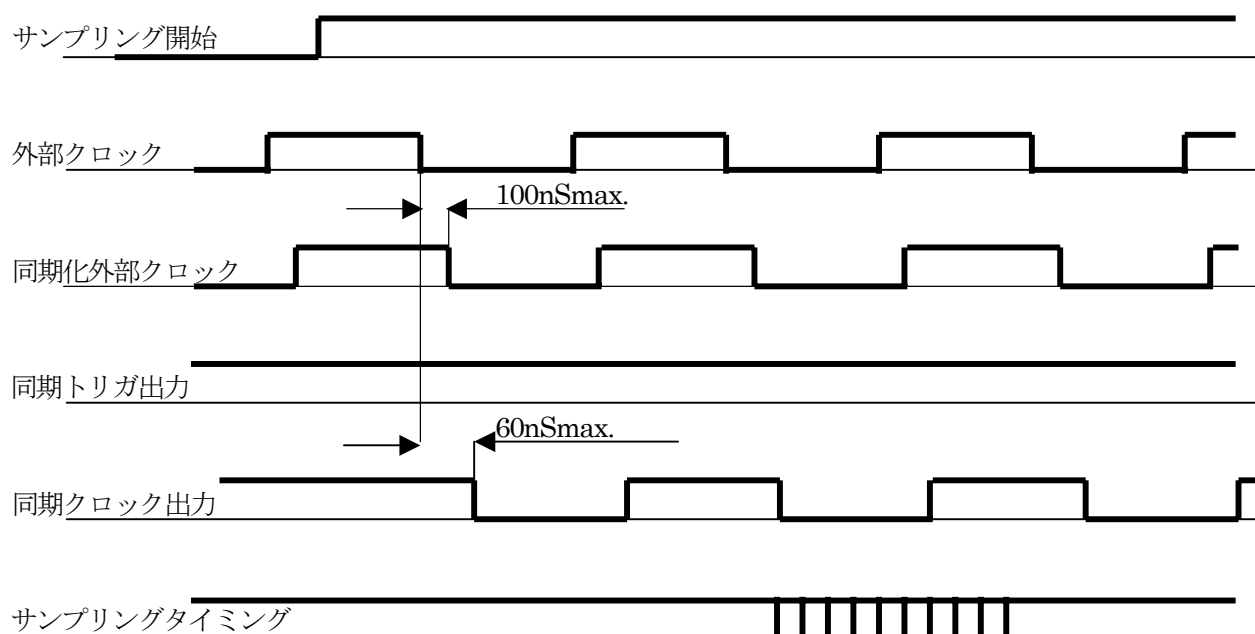 サンプリング開始
外部クロック
100nSmax.
同期化外部クロック
同期トリガ出力
60nSmax.
同期クロック出力
サンプリングタイミング